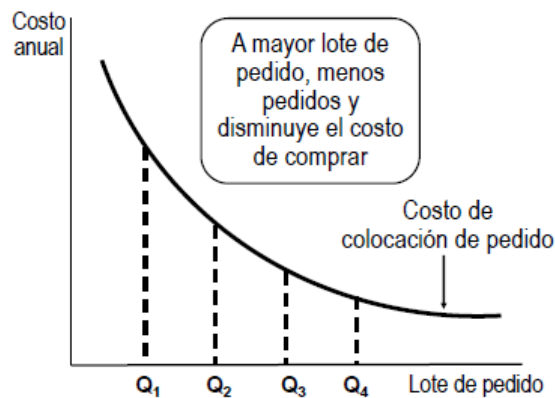 Costo
anual
A mayor lote de
pedido, menos
pedidos y
disminuye el costo
de comprar
Costo de
colocación de pedido
Q1
Q2
Q3
Q4
Lote de pedido